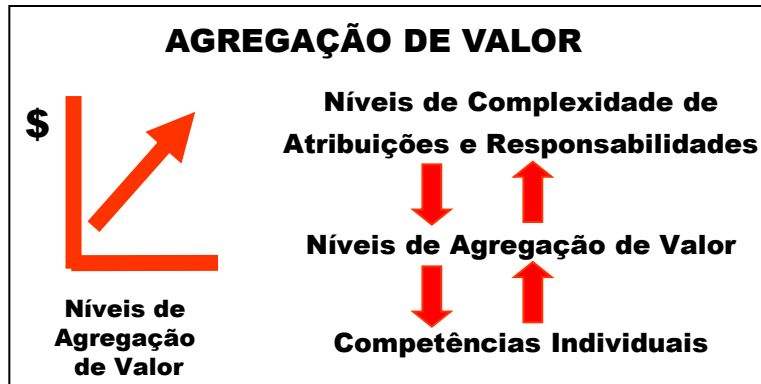 AGREGAÇÃO DE VALOR
$
Níveis de
Agregação
de Valor
Níveis de Complexidade de
Atribuições e Responsabilidades
Níveis de Agregação de Valor
Competências Individuais